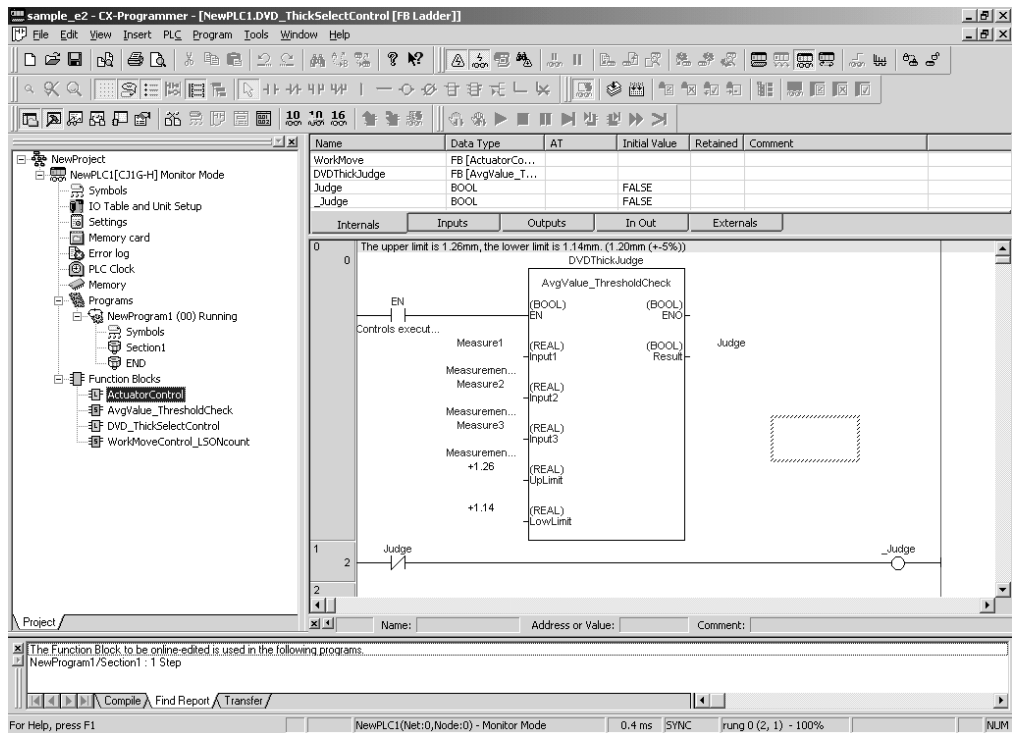 sample_e2 - CX-Programmer - [NewPLC1.DVD_ThickSelectControl [FB Ladder]]
File Edit View Insert PLC Program Tools Window Help
10 10 16
NewProject
NewPLC1[CJ1G-H] Monitor Mode
Symbols
IO Table and Unit Setup
Settings
Memory card
Error log
PLC Clock
Memory
Programs
NewProgram1 (00) Running
Symbols
Section1
END
Function Blocks
ActuatorControl
AvgValue_ThresholdCheck
DVD_ThickSelectControl
WorkMoveControl_LSONcount
Project
Name Data Type AT Initial Value Retained Comment
WorkMove FB [ActuatorCo...
DVDThickJudge FB [AvgValue_T...
Judge BOOL FALSE
_Judge BOOL FALSE
Internals Inputs Outputs In Out Externals
0 The upper limit is 1.26mm, the lower limit is 1.14mm. (1.20mm (+-5%))
0 DVDThickJudge
AvgValue_ThresholdCheck
EN (BOOL) (BOOL)
EN ENO
Controls execut...
Measure1 (REAL) (BOOL) Judge
Input1 Result
Measuremen...
Measure2 (REAL)
Input2
Measuremen...
Measure3 (REAL)
Input3
Measuremen...
+1.26 (REAL)
UpLimit
+1.14 (REAL)
LowLimit
1 Judge _Judge
2
2
Name: Address or Value: Comment:
The Function Block to be online-edited is used in the following programs.
NewProgram1/Section1 : 1 Step
Compile Find Report Transfer
For Help, press F1 NewPLC1(Net:0,Node:0) - Monitor Mode 0.4 ms SYNC rung 0 (2, 1) - 100% NUM